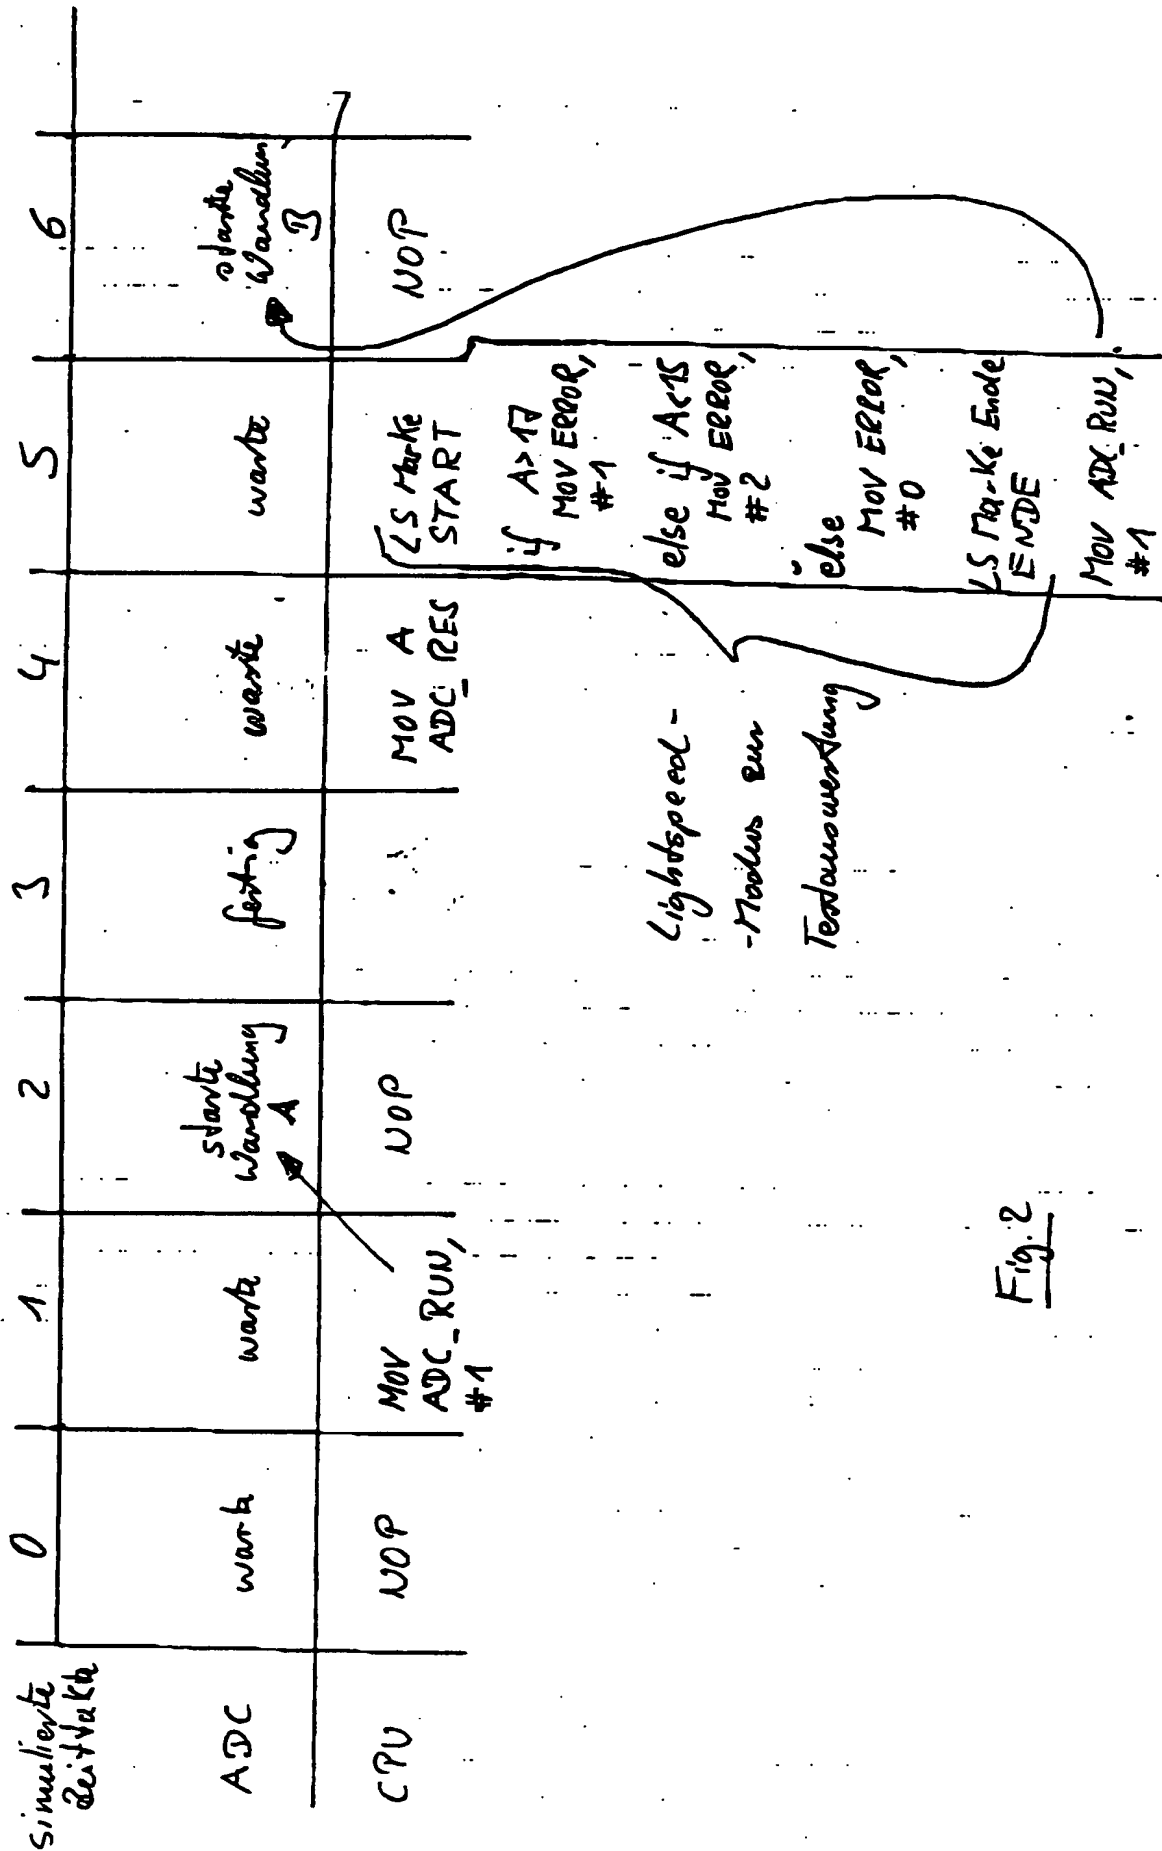 simulierte
Zeittakte
0
1
2
3
4
5
6
ADC
warte
warte
starte
Wandlung
A
fertig
warte
warte
starte
Wandlung
B
CPU
NOP
MOV
ADC_RUN,
#1
NOP
MOV A
ADC_RES
LS Marke
START
if A>17
MOV ERROR,
#1
else if A<15
MOV ERROR,
#2
else
MOV ERROR,
#0
LS Marke Ende
ENDE
MOV ADC_RUN,
#1
NOP
Lightspeed-
-Modus zur
Testauswertung
Fig. 2